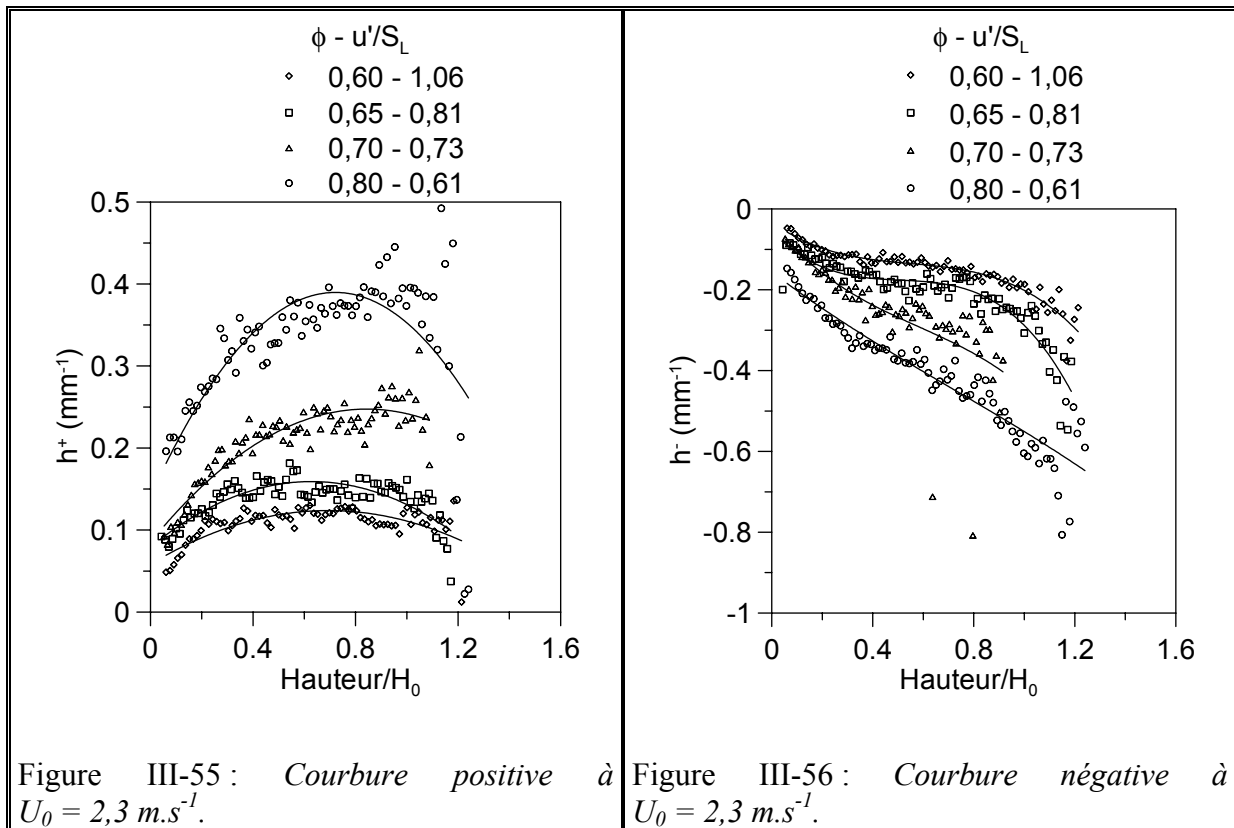 ϕ - u'/S_L
0,60 - 1,06
0,65 - 0,81
0,70 - 0,73
0,80 - 0,61
0.5
0.4
0.3
0.2
0.1
0
h⁺ (mm⁻¹)
0 0.4 0.8 1.2 1.6
Hauteur/H₀
Figure III-55 : Courbure positive à
U₀ = 2,3 m.s⁻¹.
ϕ - u'/S_L
0,60 - 1,06
0,65 - 0,81
0,70 - 0,73
0,80 - 0,61
0
-0.2
-0.4
-0.6
-0.8
-1
h⁻ (mm⁻¹)
0 0.4 0.8 1.2 1.6
Hauteur/H₀
Figure III-56 : Courbure négative à
U₀ = 2,3 m.s⁻¹.